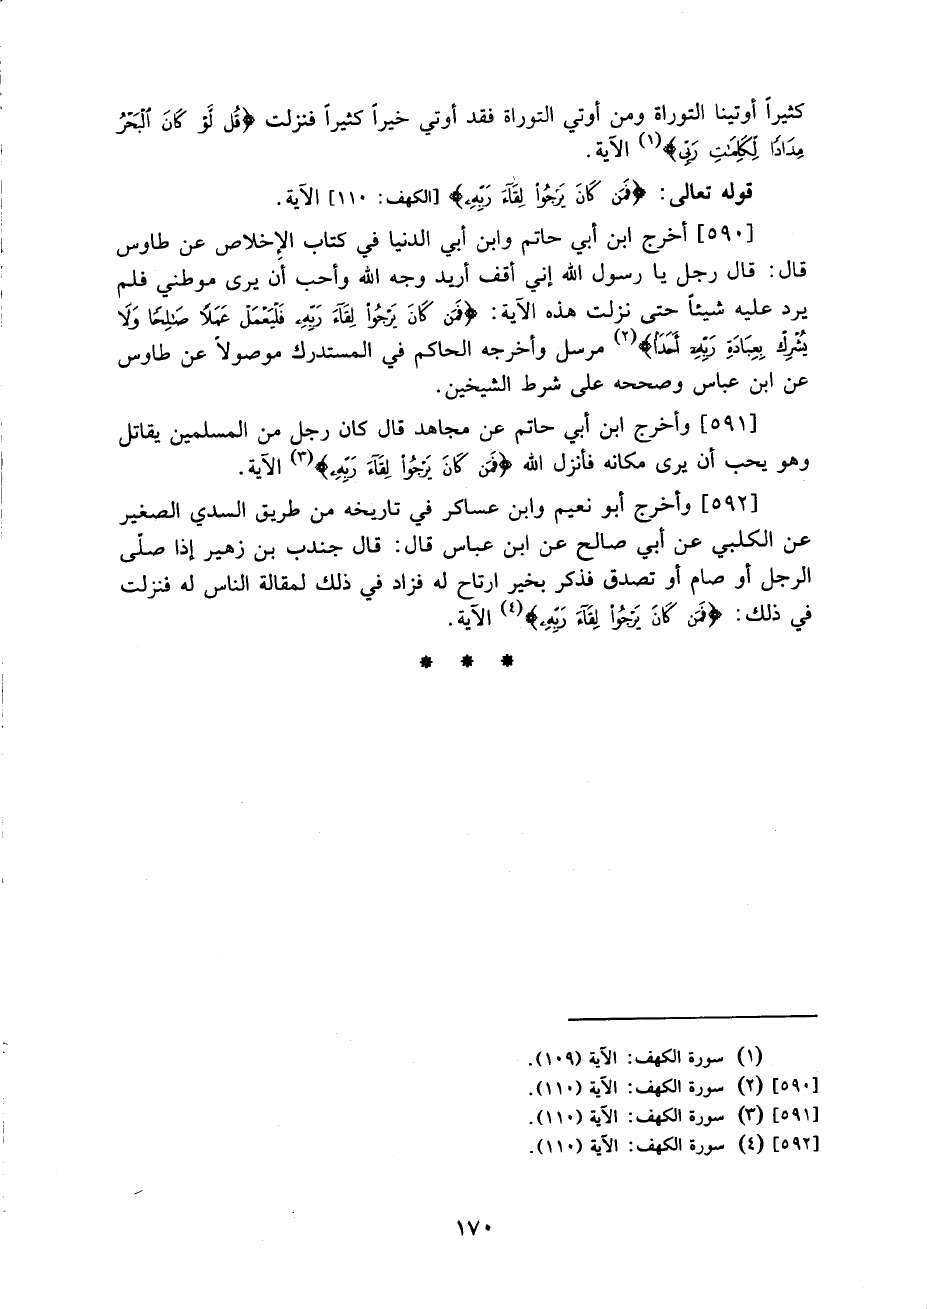 كثيراً أوتينا التوراة ومن أوتي التوراة فقد أوتي خيراً كثيراً فنزلت ﴿قُل لَّوْ كَانَ ٱلْبَحْرُ
مِدَادًا لِّكَلِمَٰتِ رَبِّى﴾(١) الآية.
قوله تعالى: ﴿فَمَن كَانَ يَرْجُوا۟ لِقَآءَ رَبِّهِۦ﴾ [الكهف: ١١٠] الآية.
[٥٩٠] أخرج ابن أبي حاتم وابن أبي الدنيا في كتاب الإخلاص عن طاوس
قال: قال رجل يا رسول الله إني أقف أريد وجه الله وأحب أن يرى موطني فلم
يرد عليه شيئاً حتى نزلت هذه الآية: ﴿فَمَن كَانَ يَرْجُوا۟ لِقَآءَ رَبِّهِۦ فَلْيَعْمَلْ عَمَلًا صَٰلِحًا وَلَا
يُشْرِكْ بِعِبَادَةِ رَبِّهِۦٓ أَحَدًۢا﴾(٢) مرسل وأخرجه الحاكم في المستدرك موصولاً عن طاوس
عن ابن عباس وصححه على شرط الشيخين.
[٥٩١] وأخرج ابن أبي حاتم عن مجاهد قال كان رجل من المسلمين يقاتل
وهو يحب أن يرى مكانه فأنزل الله ﴿فَمَن كَانَ يَرْجُوا۟ لِقَآءَ رَبِّهِۦ﴾(٣) الآية.
[٥٩٢] وأخرج أبو نعيم وابن عساكر في تاريخه من طريق السدي الصغير
عن الكلبي عن أبي صالح عن ابن عباس قال: قال جندب بن زهير إذا صلّى
الرجل أو صام أو تصدق فذكر بخير ارتاح له فزاد في ذلك لمقالة الناس له فنزلت
في ذلك: ﴿فَمَن كَانَ يَرْجُوا۟ لِقَآءَ رَبِّهِۦ﴾(٤) الآية.
* * *
(١) سورة الكهف: الآية (١٠٩).
[٥٩٠] (٢) سورة الكهف: الآية (١١٠).
[٥٩١] (٣) سورة الكهف: الآية (١١٠).
[٥٩٢] (٤) سورة الكهف: الآية (١١٠).
١٧٠